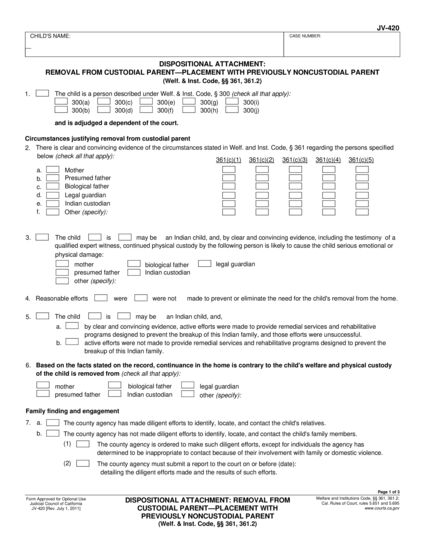 JV-420
CHILD'S NAME:
CASE NUMBER:
DISPOSITIONAL ATTACHMENT:
REMOVAL FROM CUSTODIAL PARENT—PLACEMENT WITH PREVIOUSLY NONCUSTODIAL PARENT
(Welf. & Inst. Code, §§ 361, 361.2)
1. The child is a person described under Welf. & Inst. Code, § 300 (check all that apply):
300(a) 300(c) 300(e) 300(g) 300(i)
300(b) 300(d) 300(f) 300(h) 300(j)
and is adjudged a dependent of the court.
Circumstances justifying removal from custodial parent
2. There is clear and convincing evidence of the circumstances stated in Welf. and Inst. Code, § 361 regarding the persons specified
below (check all that apply):
361(c)(1) 361(c)(2) 361(c)(3) 361(c)(4) 361(c)(5)
a. Mother
b. Presumed father
c. Biological father
d. Legal guardian
e. Indian custodian
f. Other (specify):
3. The child is may be an Indian child, and, by clear and convincing evidence, including the testimony of a
qualified expert witness, continued physical custody by the following person is likely to cause the child serious emotional or
physical damage:
mother biological father legal guardian
presumed father Indian custodian
other (specify):
4. Reasonable efforts were were not made to prevent or eliminate the need for the child's removal from the home.
5. The child is may be an Indian child, and,
a. by clear and convincing evidence, active efforts were made to provide remedial services and rehabilitative
programs designed to prevent the breakup of this Indian family, and those efforts were unsuccessful.
b. active efforts were not made to provide remedial services and rehabilitative programs designed to prevent the
breakup of this Indian family.
6. Based on the facts stated on the record, continuance in the home is contrary to the child's welfare and physical custody
of the child is removed from (check all that apply):
mother biological father legal guardian
presumed father Indian custodian other (specify):
Family finding and engagement
7. a. The county agency has made diligent efforts to identify, locate, and contact the child's relatives.
b. The county agency has not made diligent efforts to identify, locate, and contact the child's family members.
(1) The county agency is ordered to make such diligent efforts, except for individuals the agency has
determined to be inappropriate to contact because of their involvement with family or domestic violence.
(2) The county agency must submit a report to the court on or before (date):
detailing the diligent efforts made and the results of such efforts.
Page 1 of 3
Form Approved for Optional Use
Judicial Council of California
JV-420 [Rev. July 1, 2011]
DISPOSITIONAL ATTACHMENT: REMOVAL FROM
CUSTODIAL PARENT—PLACEMENT WITH
PREVIOUSLY NONCUSTODIAL PARENT
(Welf. & Inst. Code, §§ 361, 361.2)
Welfare and Institutions Code, §§ 361, 361.2;
Cal. Rules of Court, rules 5.651 and 5.695
www.courts.ca.gov